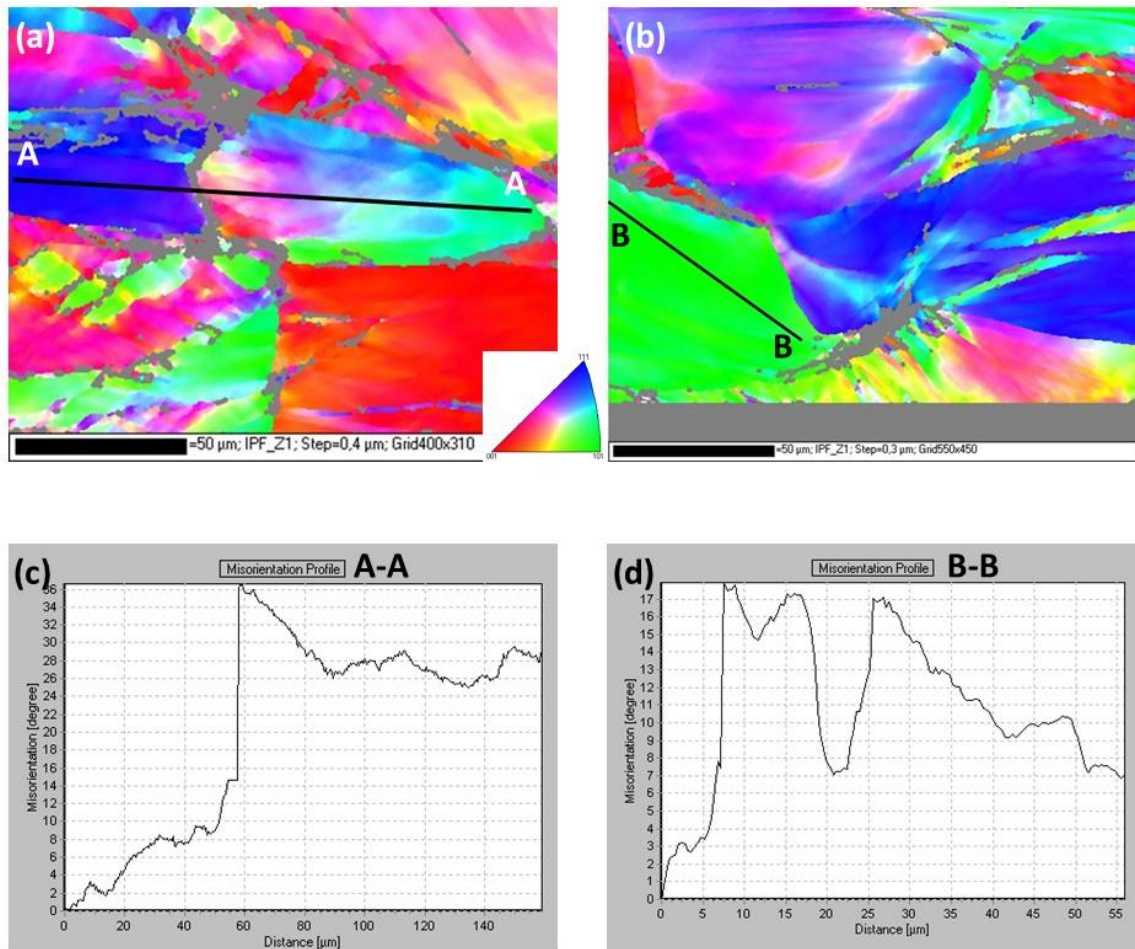 (a)
A
A
=50 µm; IPF_Z1; Step=0,4 µm; Grid400x310
111
001
101
(b)
B
B
=50 µm; IPF_Z1; Step=0,3 µm; Grid550x450
(c)
Misorientation Profile
A-A
36
34
32
30
28
26
24
22
20
18
16
14
12
10
8
6
4
2
0
Misorientation [degree]
0 20 40 60 80 100 120 140
Distance [µm]
(d)
Misorientation Profile
B-B
17
16
15
14
13
12
11
10
9
8
7
6
5
4
3
2
1
0
Misorientation [degree]
0 5 10 15 20 25 30 35 40 45 50 55
Distance [µm]